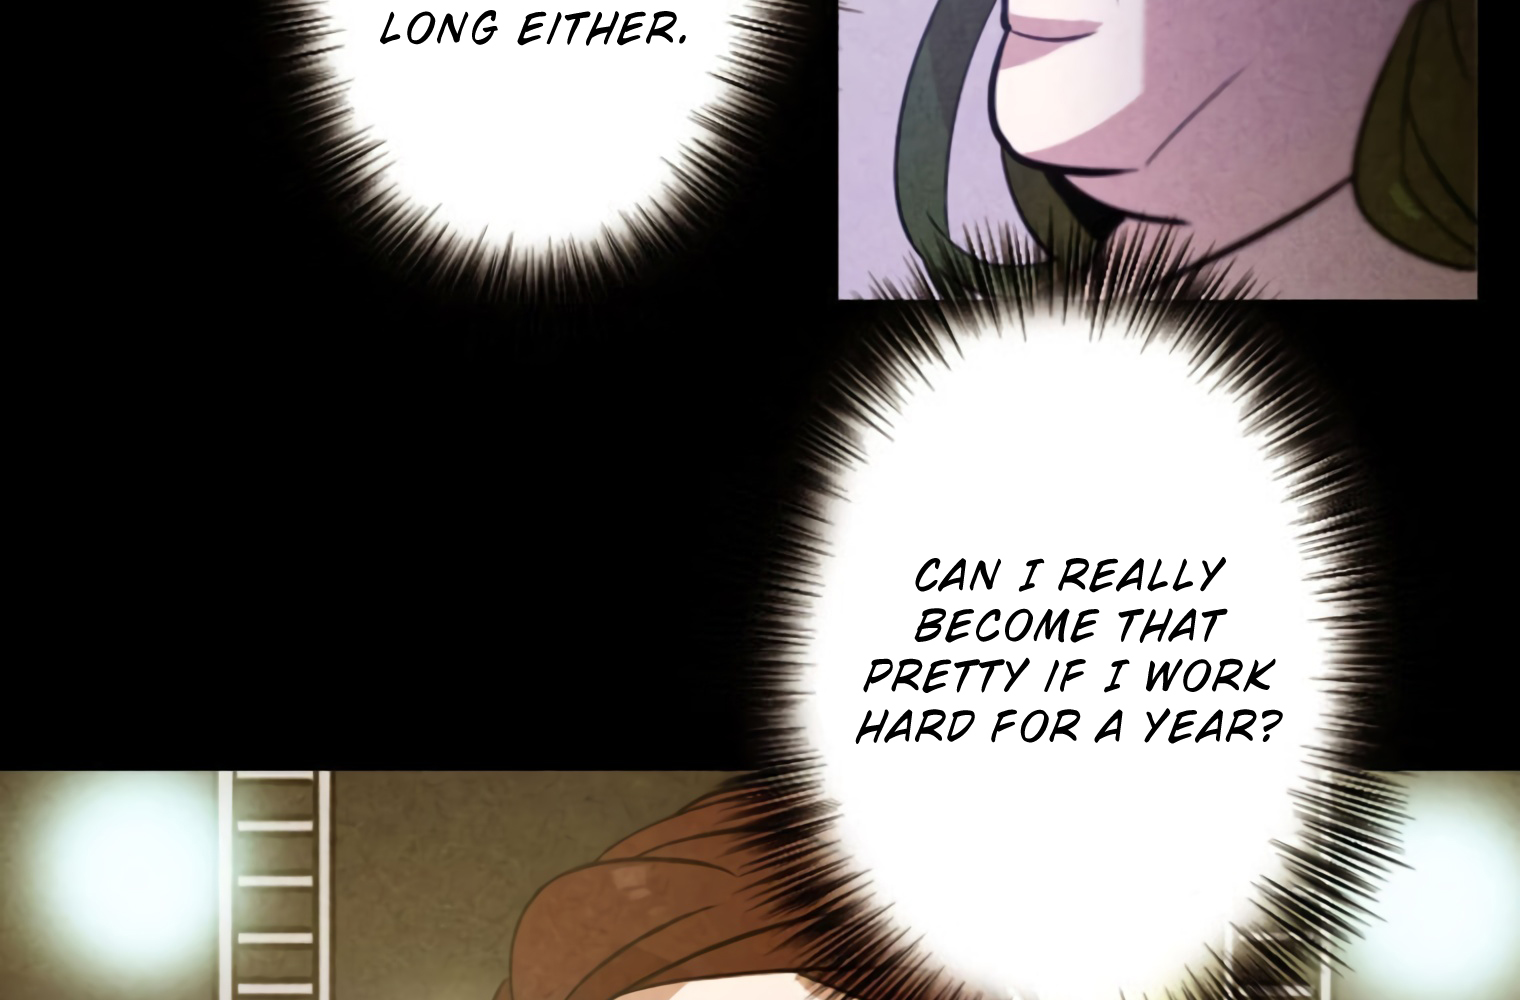 LONG EITHER.
CAN I REALLY
BECOME THAT
PRETTY IF I WORK
HARD FOR A YEAR?